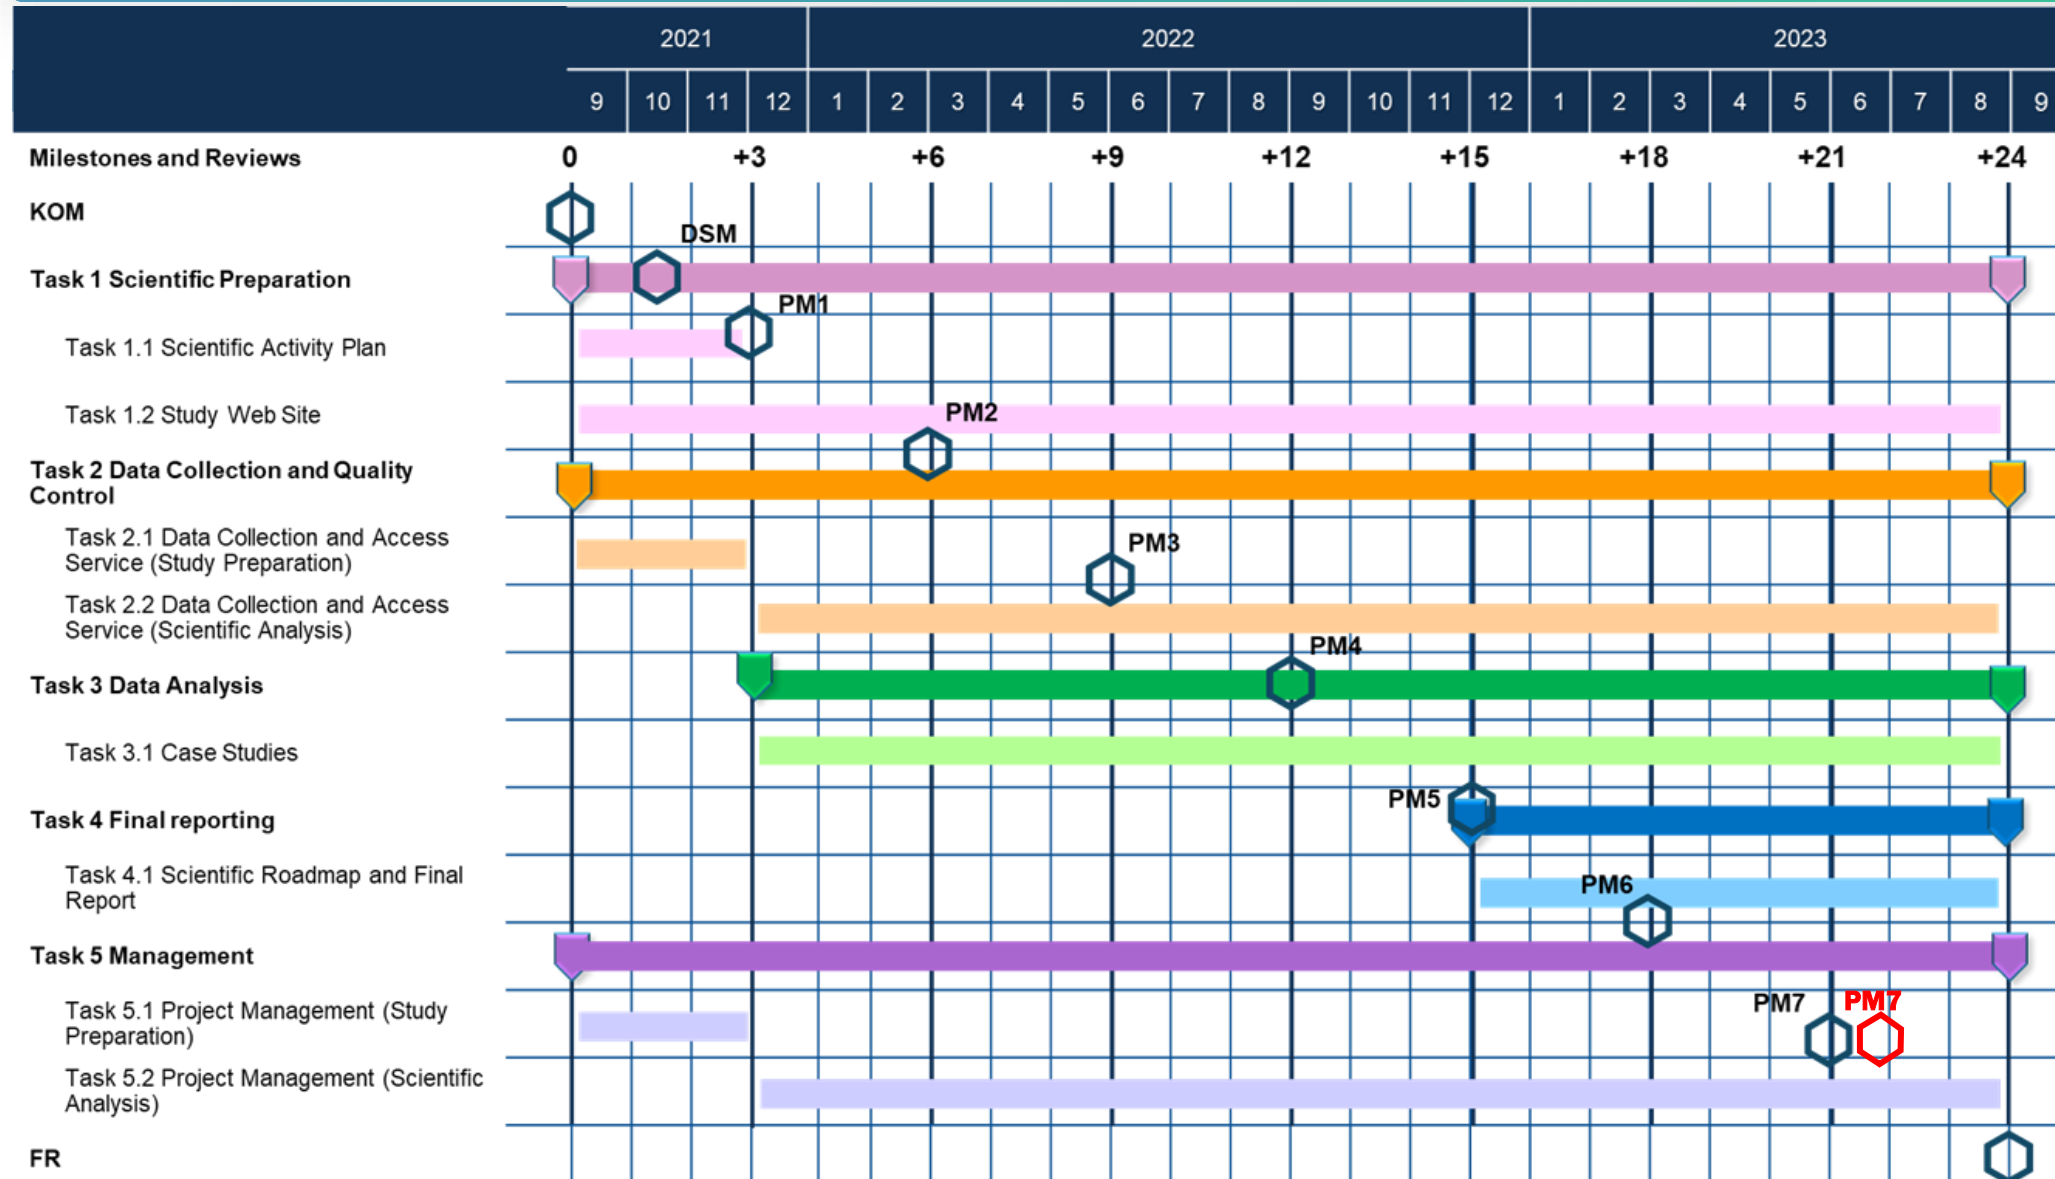 2021 2022 2023
9 10 11 12 1 2 3 4 5 6 7 8 9 10 11 12 1 2 3 4 5 6 7 8 9
Milestones and Reviews 0 +3 +6 +9 +12 +15 +18 +21 +24
KOM
DSM
Task 1 Scientific Preparation
PM1
Task 1.1 Scientific Activity Plan
Task 1.2 Study Web Site
PM2
Task 2 Data Collection and Quality
Control
Task 2.1 Data Collection and Access
Service (Study Preparation)
PM3
Task 2.2 Data Collection and Access
Service (Scientific Analysis)
PM4
Task 3 Data Analysis
Task 3.1 Case Studies
PM5
Task 4 Final reporting
Task 4.1 Scientific Roadmap and Final
Report
PM6
Task 5 Management
PM7 PM7
Task 5.1 Project Management (Study
Preparation)
Task 5.2 Project Management (Scientific
Analysis)
FR